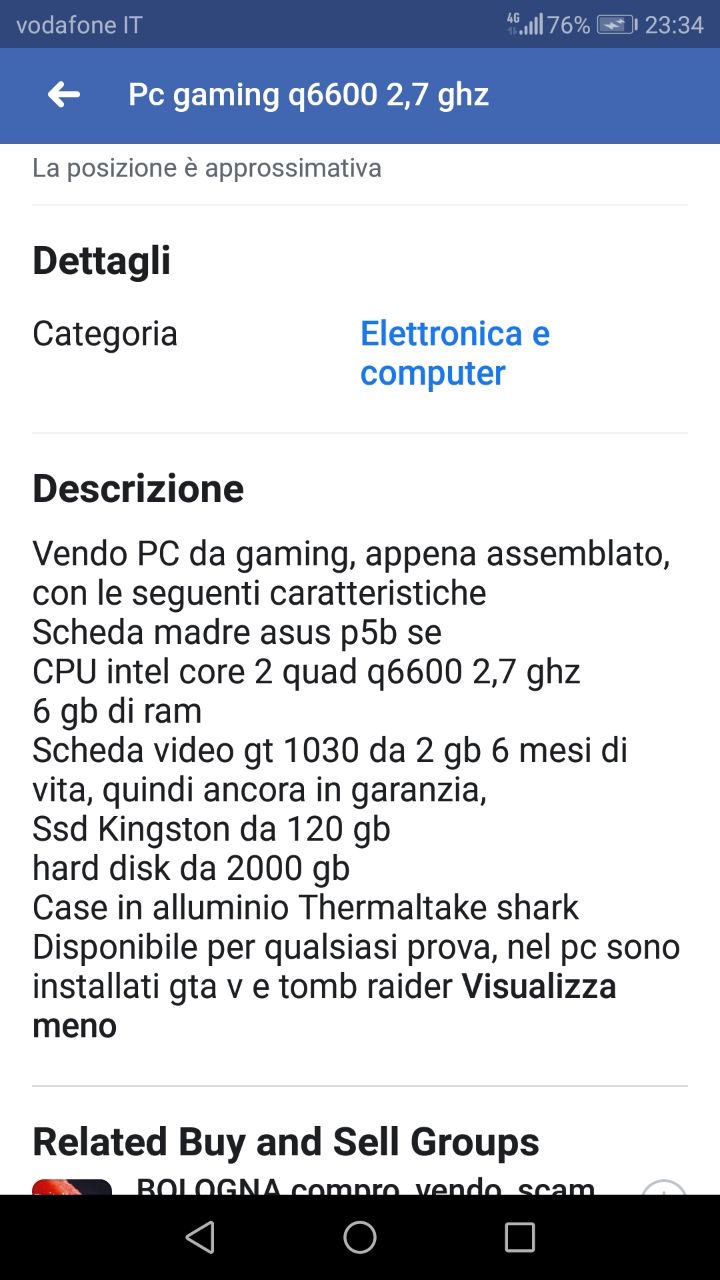 vodafone IT 4G 76% 23:34
Pc gaming q6600 2,7 ghz
La posizione è approssimativa
Dettagli
Categoria Elettronica e
computer
Descrizione
Vendo PC da gaming, appena assemblato,
con le seguenti caratteristiche
Scheda madre asus p5b se
CPU intel core 2 quad q6600 2,7 ghz
6 gb di ram
Scheda video gt 1030 da 2 gb 6 mesi di
vita, quindi ancora in garanzia,
Ssd Kingston da 120 gb
hard disk da 2000 gb
Case in alluminio Thermaltake shark
Disponibile per qualsiasi prova, nel pc sono
installati gta v e tomb raider Visualizza
meno
Related Buy and Sell Groups
BOLOGNA compro, vendo, scam